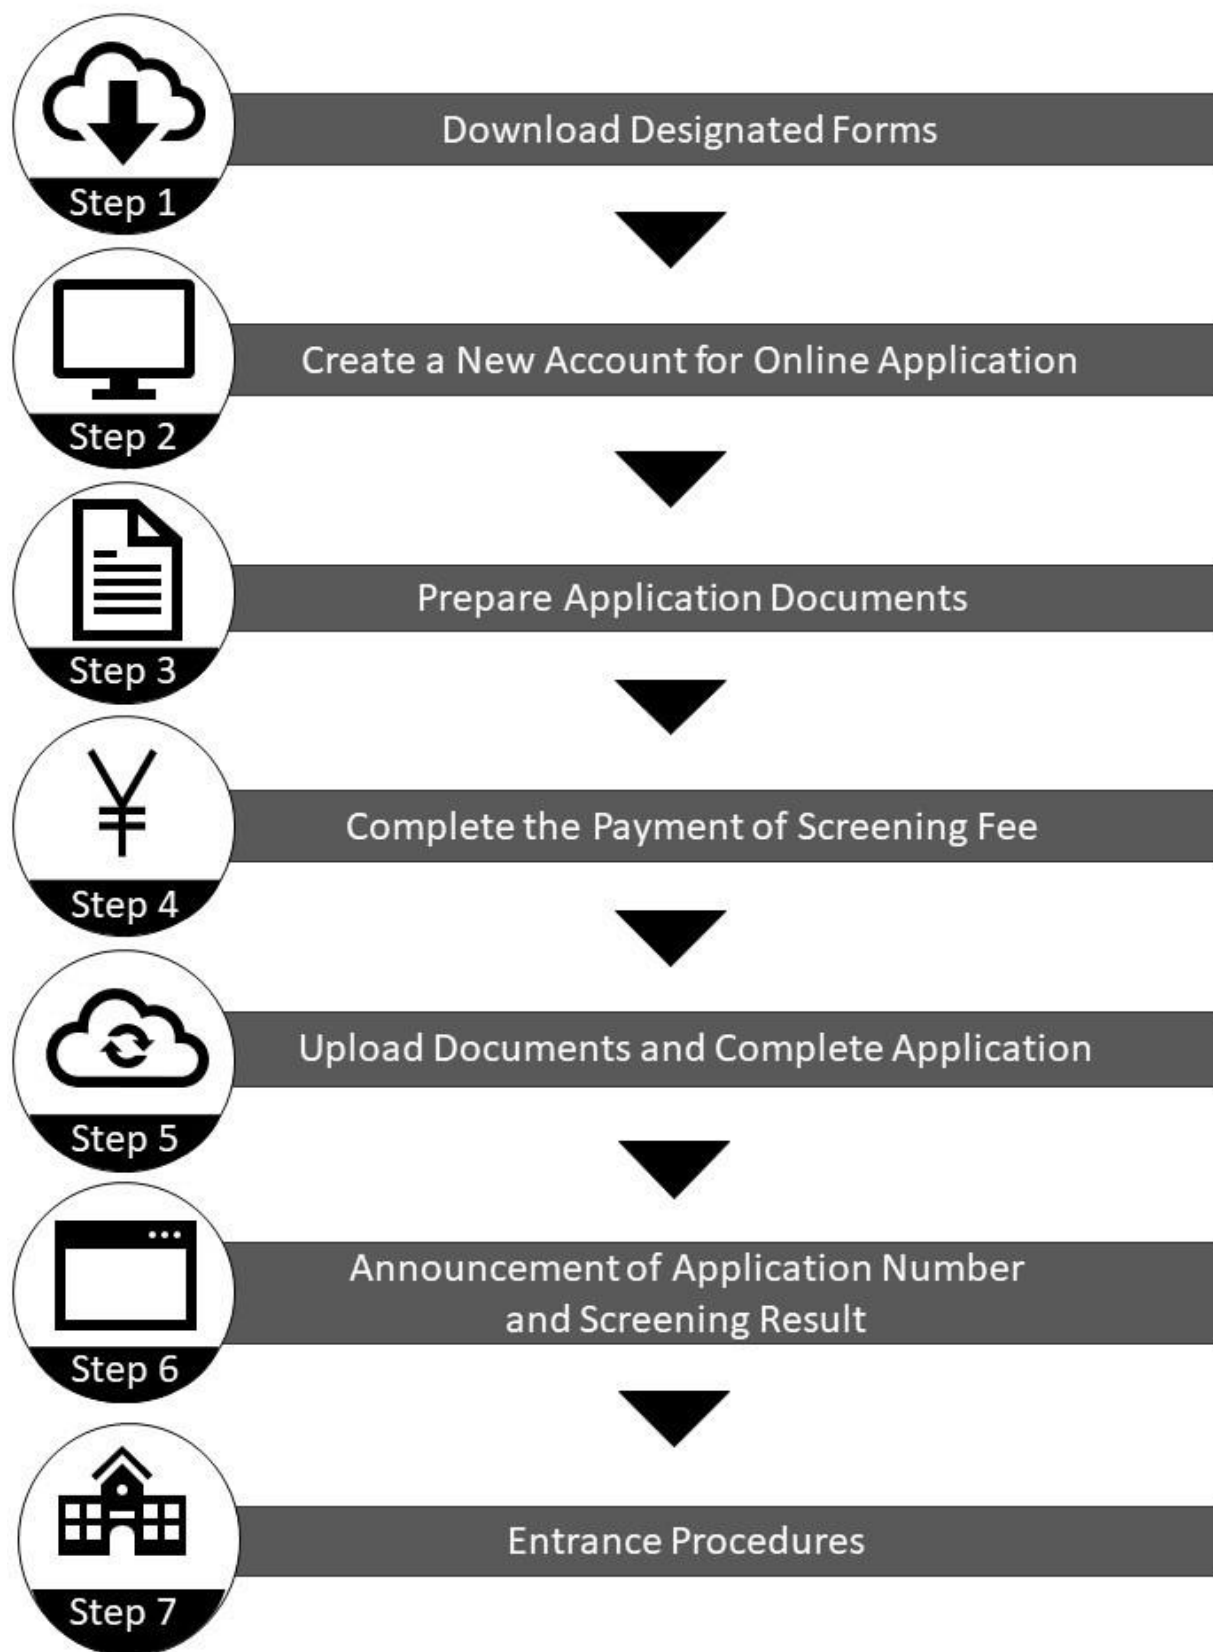 Download Designated Forms
Step 1
Create a New Account for Online Application
Step 2
Prepare Application Documents
Step 3
Complete the Payment of Screening Fee
¥
Step 4
Upload Documents and Complete Application
Step 5
Announcement of Application Number
and Screening Result
Step 6
Entrance Procedures
Step 7